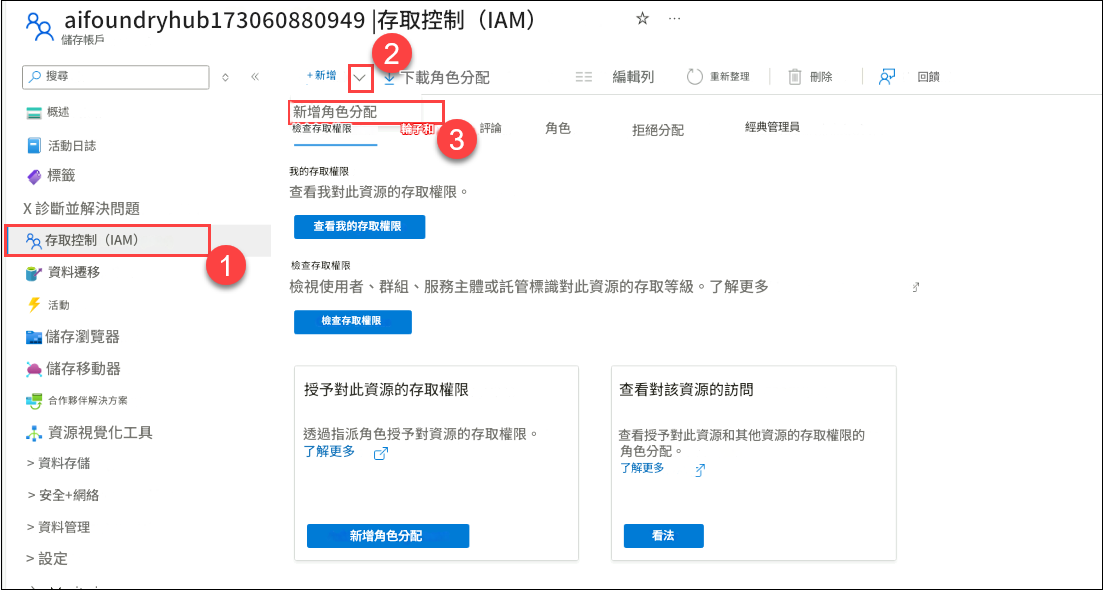 aifoundryhub173060880949 |存取控制（IAM）
儲存帳戶
搜尋
+新增
2
下載角色分配
編輯列
重新整理
刪除
回饋
新增角色分配
3
檢查存取權限
輪子和
評論
角色
拒絕分配
經典管理員
概述
活動日誌
標籤
X 診斷並解決問題
存取控制（IAM）
1
資料遷移
活動
儲存瀏覽器
儲存移動器
合作夥伴解決方案
資源視覺化工具
> 資料存儲
> 安全+網絡
> 資料管理
> 設定
我的存取權限
查看我對此資源的存取權限。
查看我的存取權限
檢查存取權限
檢視使用者、群組、服務主體或託管標識對此資源的存取等級。了解更多
檢查存取權限
授予對此資源的存取權限
透過指派角色授予對資源的存取權限。
了解更多
新增角色分配
查看對該資源的訪問
查看授予對此資源和其他資源的存取權限的
角色分配。
了解更多
看法